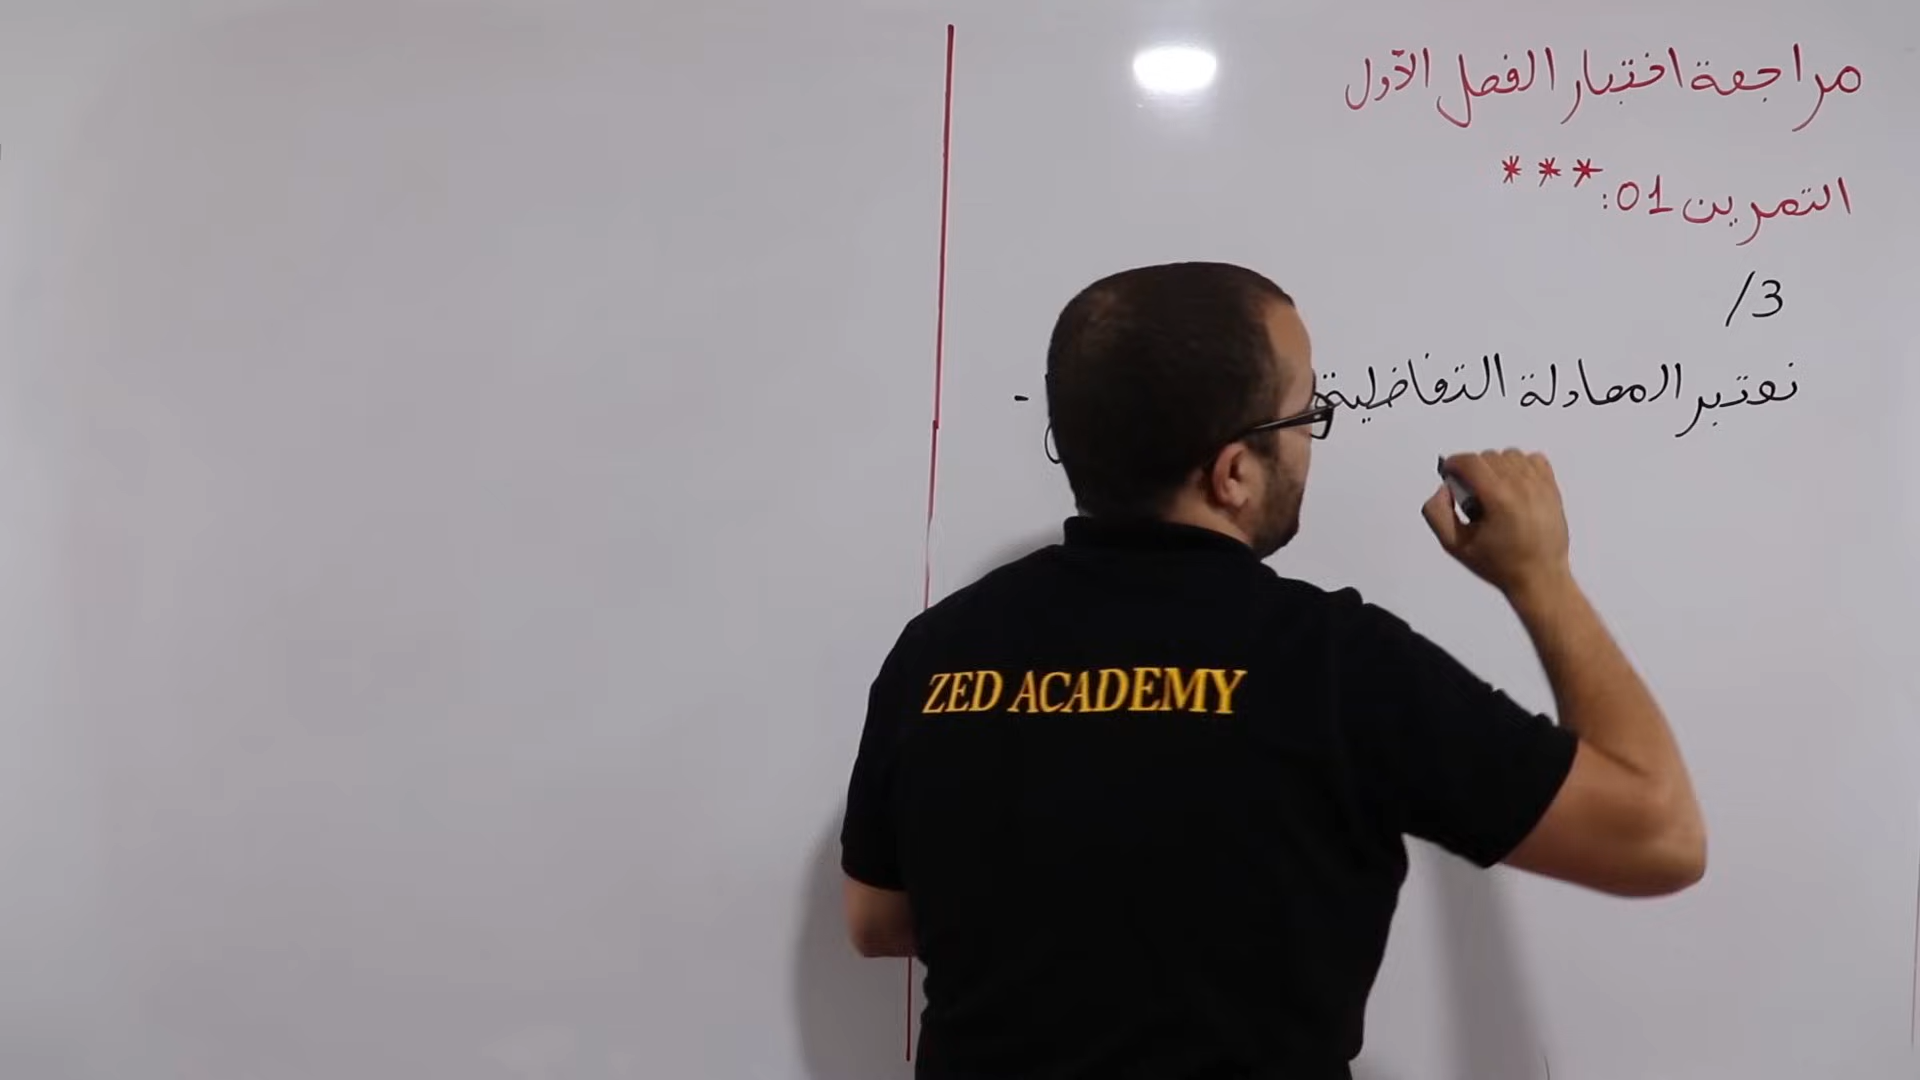 مراجعة اختبار الفصل الأول
التمرين 01: ***
3/
نعتبر المعادلة التفاضلية
ZED ACADEMY